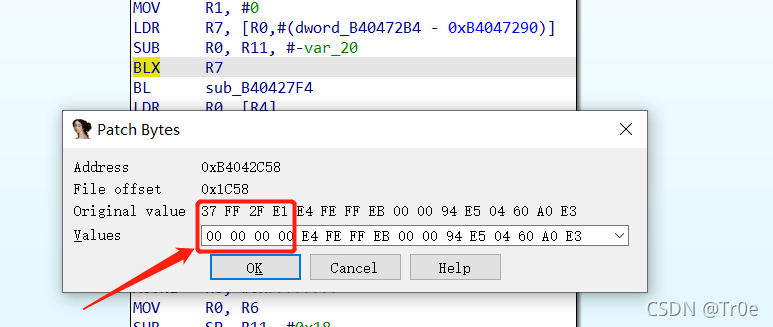 MOV R1, #0
LDR R7, [R0,#(dword_B40472B4 - 0xB4047290)]
SUB R0, R11, #-var_20
BLX R7
BL sub_B40427F4
LDR R0, [R4]
Patch Bytes
Address 0xB4042C58
File offset 0x1C58
Original value 37 FF 2F E1 E4 FE FF EB 00 00 94 E5 04 60 A0 E3
Values 00 00 00 00 E4 FE FF EB 00 00 94 E5 04 60 A0 E3
OK Cancel Help
MOV R0, R6
SUB SP, R11, #0x18
CSDN @Tr0e